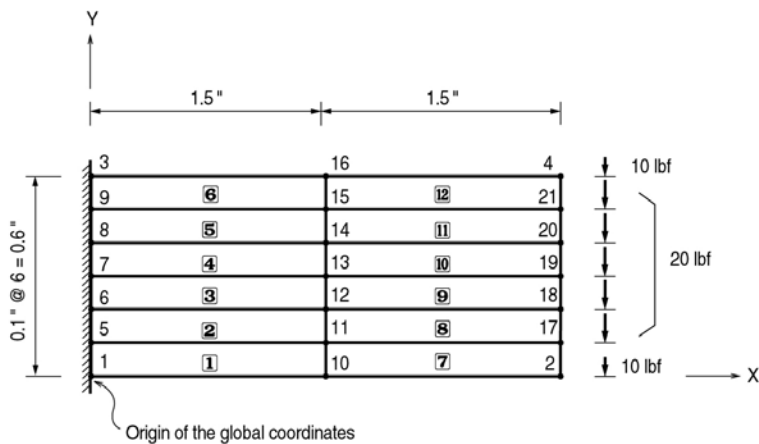 Y
1.5 " 1.5 "
3 16 4 10 lbf
9 6 15 12 21
8 5 14 11 20
7 4 13 10 19 20 lbf
6 3 12 9 18
5 2 11 8 17
1 1 10 7 2 10 lbf
0.1 " @ 6 = 0.6 "
X
Origin of the global coordinates